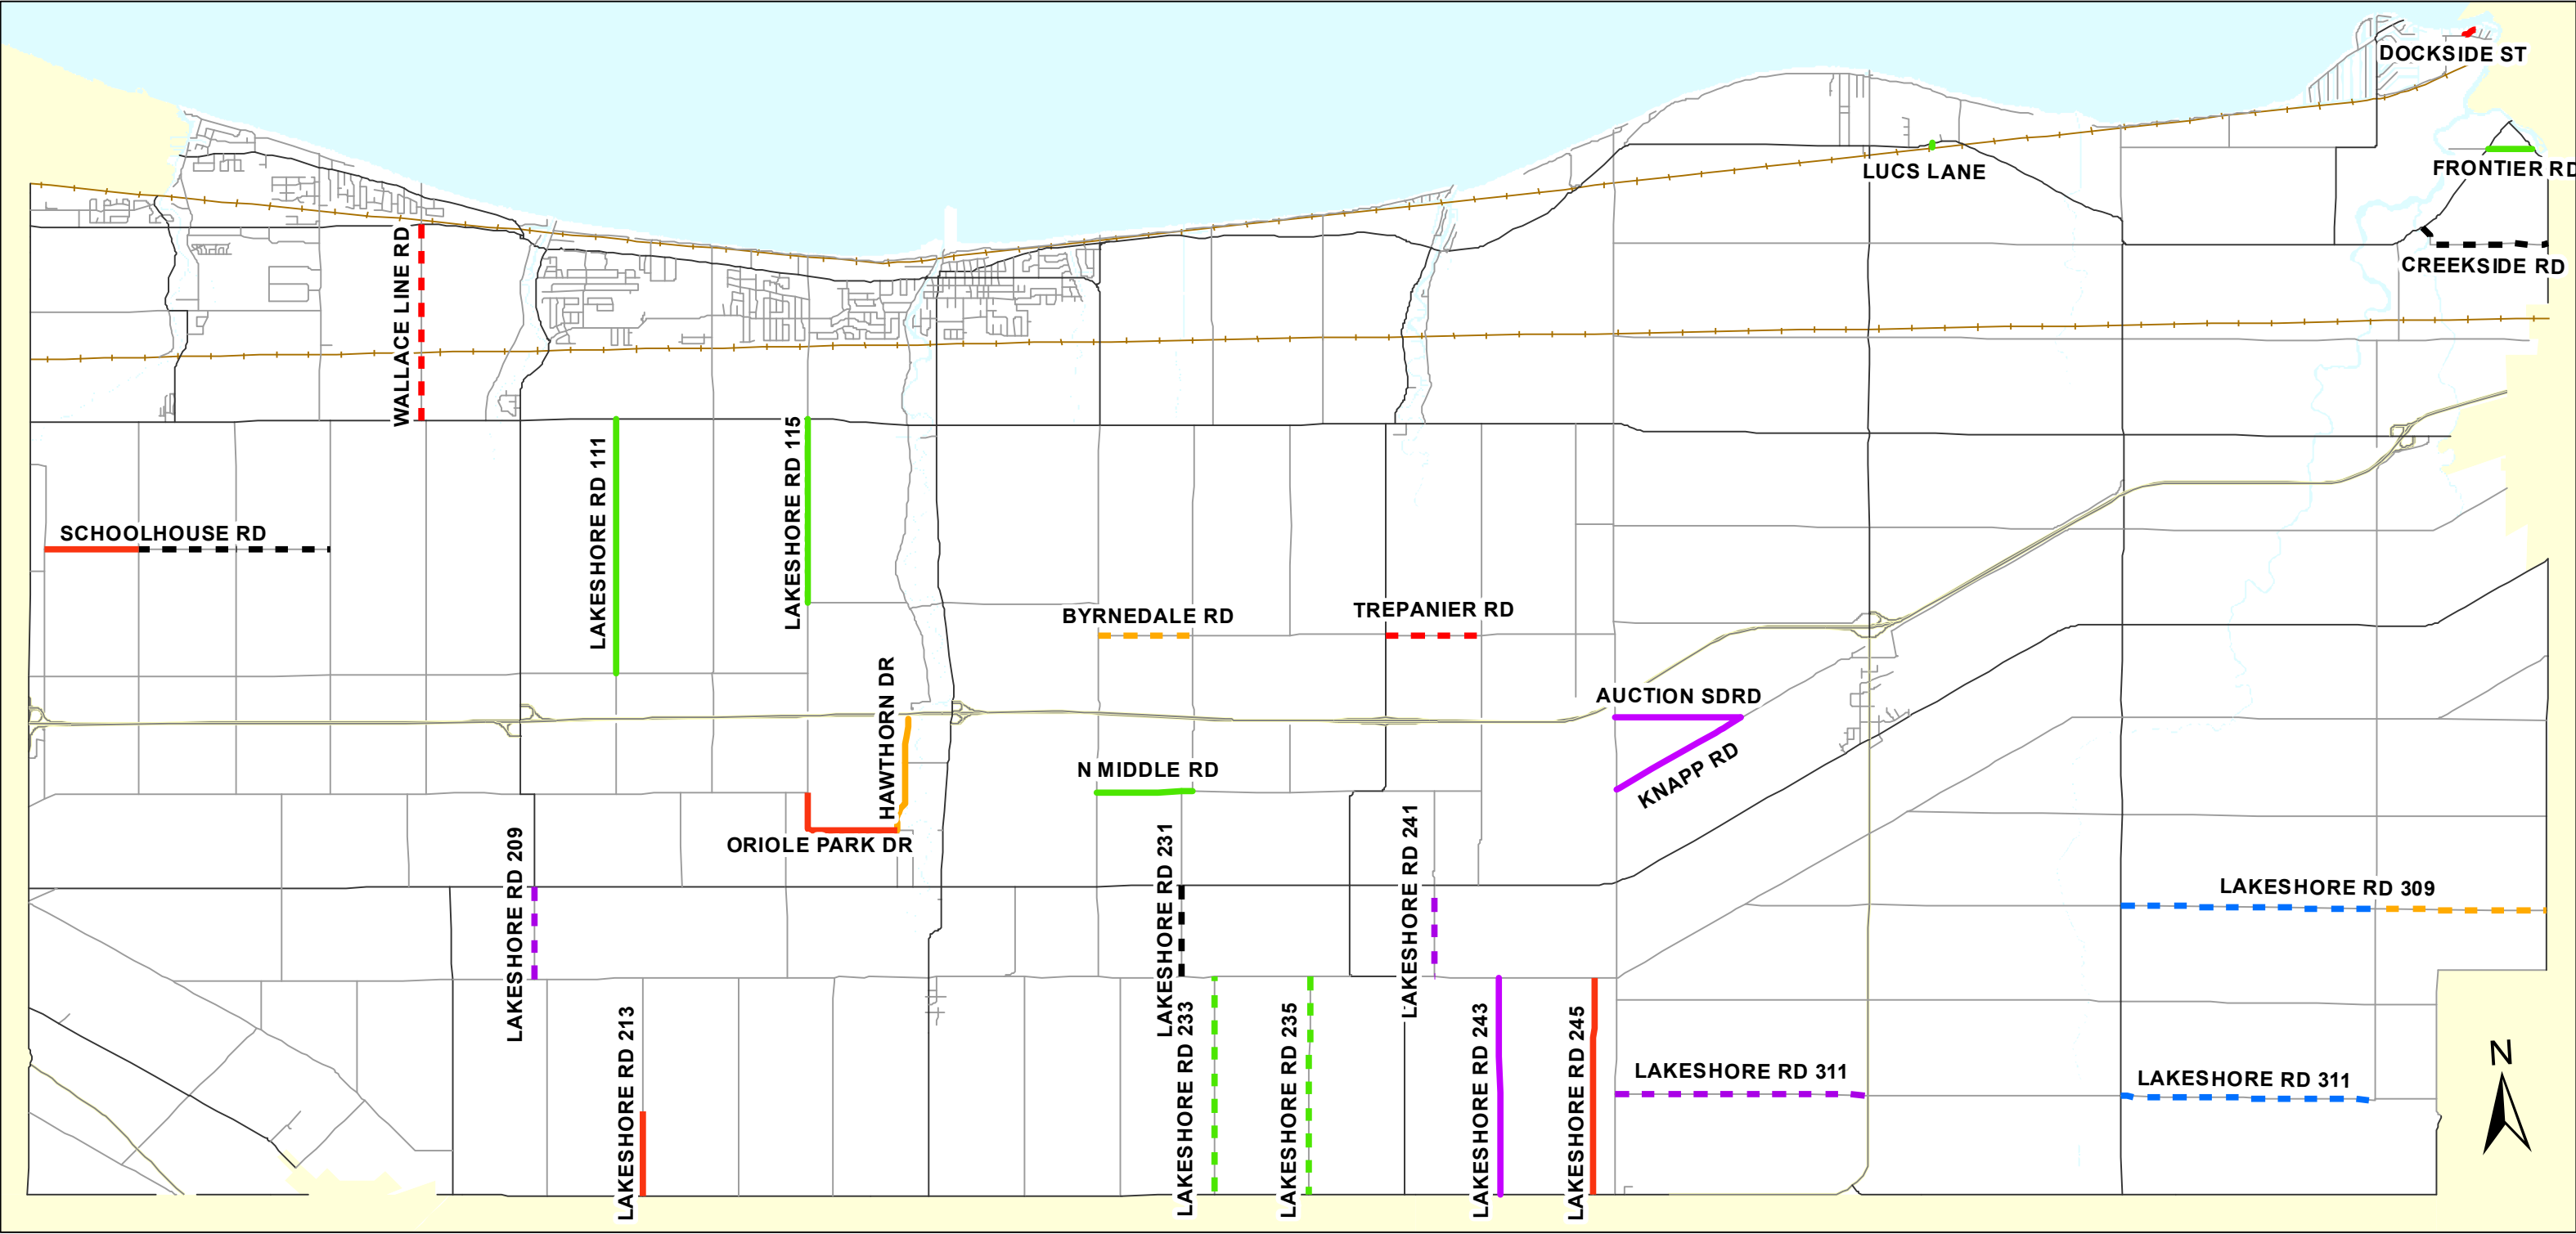 DOCKSIDE ST
FRONTIER RD
LUCS LANE
CREEKSIDE RD
WALLACE LINE RD
LAKESHORE RD 111
LAKESHORE RD 115
SCHOOLHOUSE RD
BYRNEDALE RD
TREPANIER RD
HAWTHORN DR
AUCTION SDRD
N MIDDLE RD
KNAPP RD
ORIOLE PARK DR
LAKESHORE RD 209
LAKESHORE RD 231
LAKESHORE RD 241
LAKESHORE RD 309
LAKESHORE RD 213
LAKESHORE RD 233
LAKESHORE RD 235
LAKESHORE RD 243
LAKESHORE RD 245
LAKESHORE RD 311
LAKESHORE RD 311
N